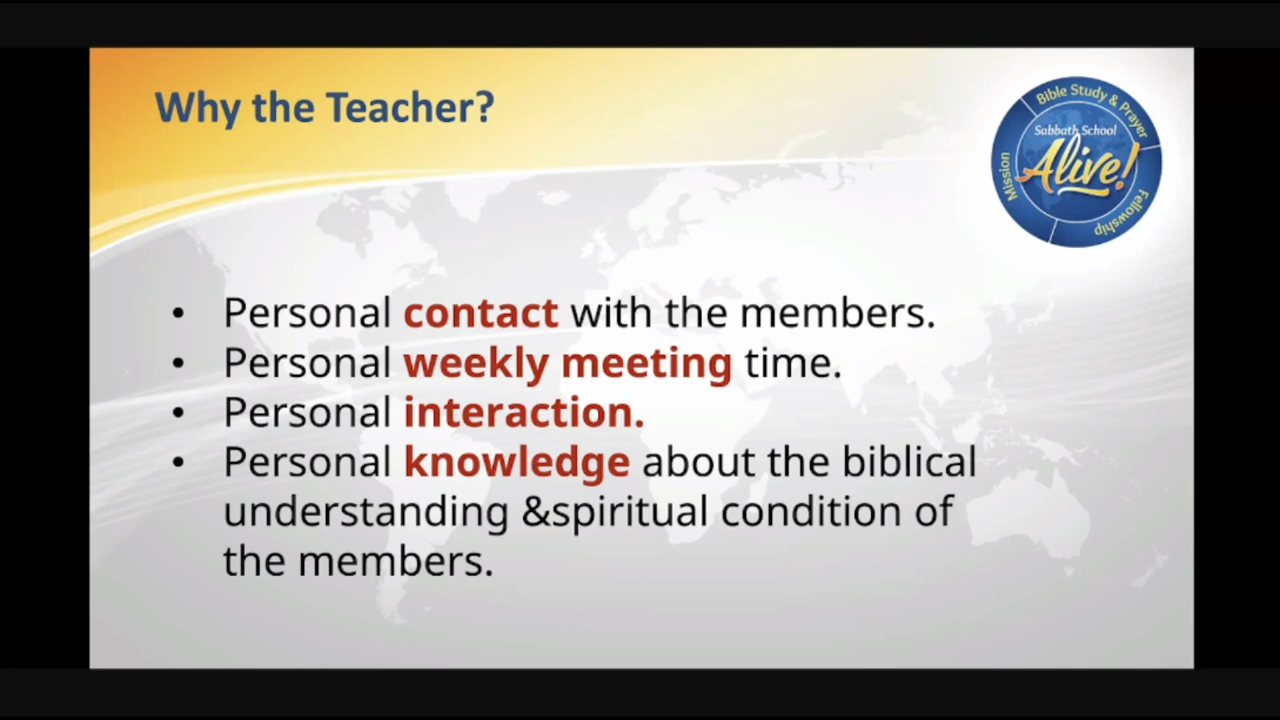 Why the Teacher?
Bible Study & Prayer
Sabbath School
Alive!
Mission
Fellowship
• Personal contact with the members.
• Personal weekly meeting time.
• Personal interaction.
• Personal knowledge about the biblical
understanding &spiritual condition of
the members.